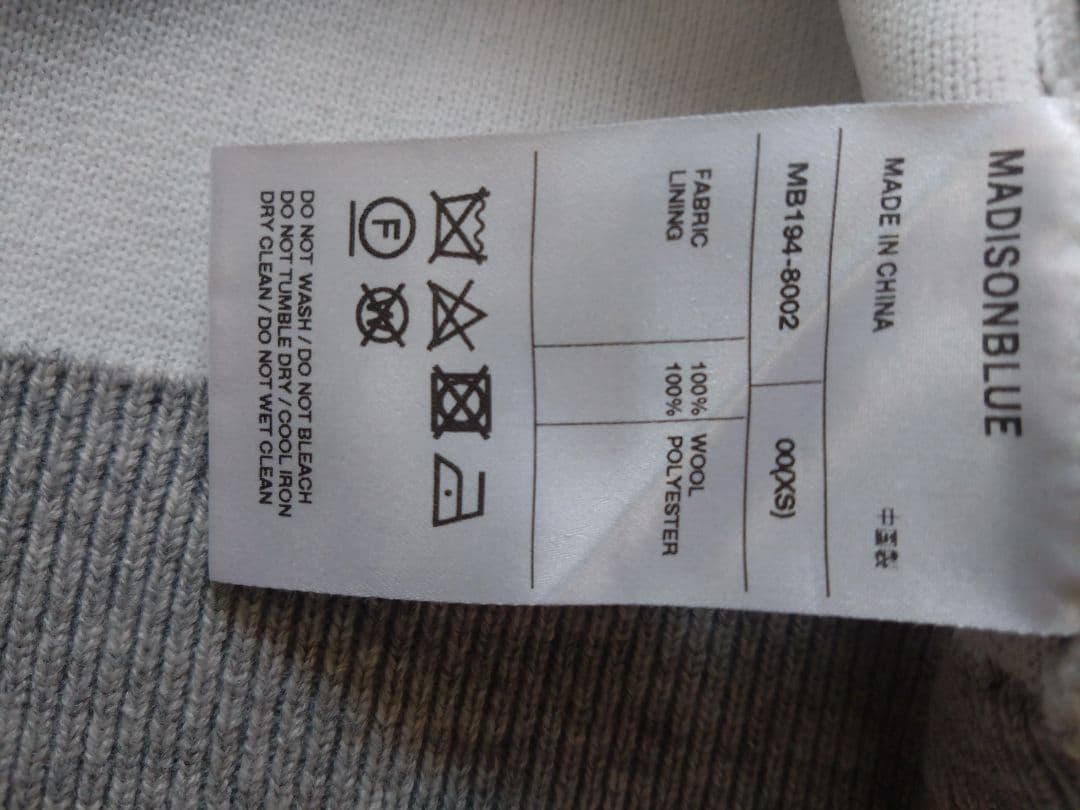 MADISONBLUE
MADE IN CHINA 中国製
MB194-8002 00(XS)
FABRIC 100% WOOL
LINING 100% POLYESTER
F W
DO NOT WASH / DO NOT BLEACH
DO NOT TUMBLE DRY / COOL IRON
DRY CLEAN / DO NOT WET CLEAN